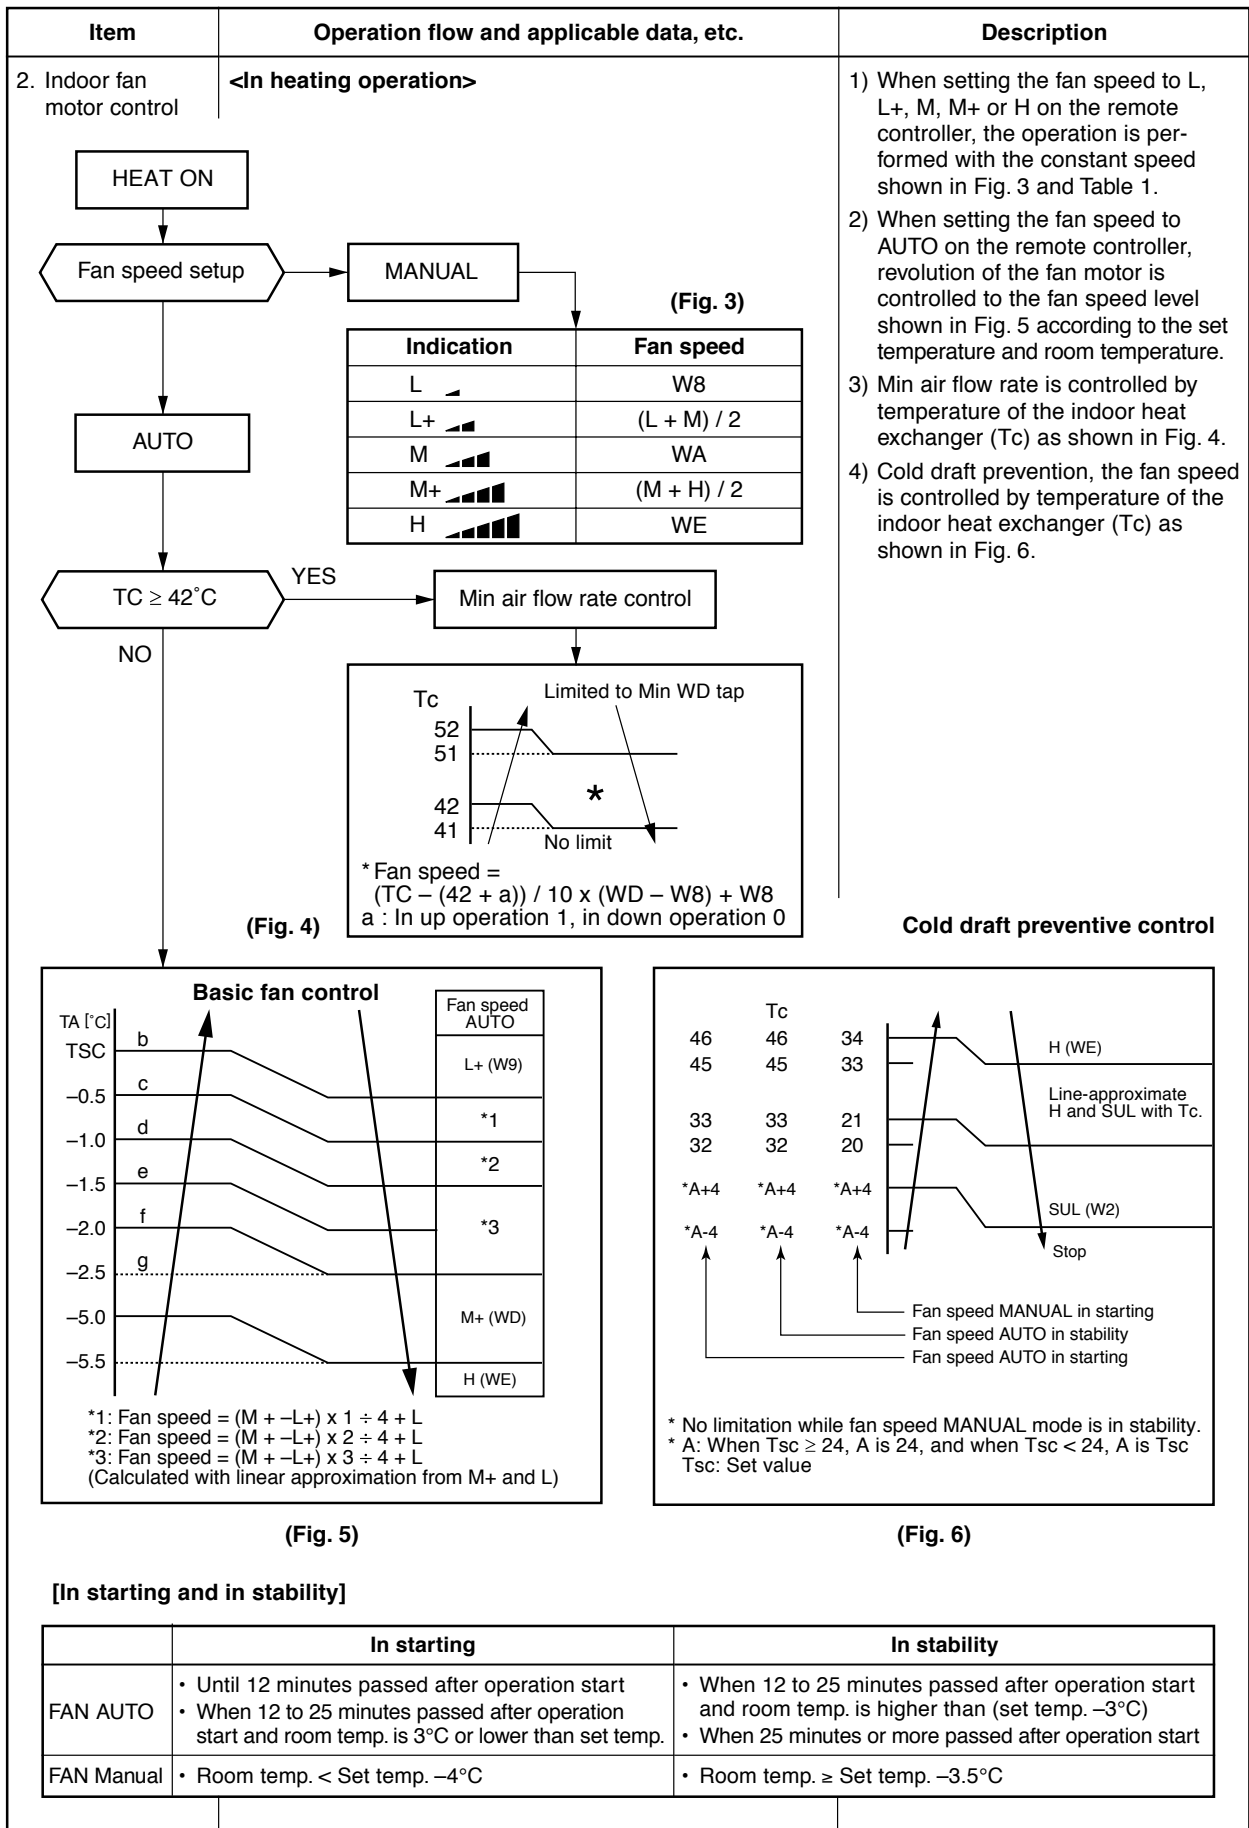 Item
Operation flow and applicable data, etc.
Description
2. Indoor fan
motor control
<In heating operation>
HEAT ON
Fan speed setup
MANUAL
(Fig. 3)
Indication Fan speed
L W8
L+ (L + M) / 2
M WA
M+ (M + H) / 2
H WE
AUTO
TC ≥ 42˚C
YES
Min air flow rate control
NO
Tc
Limited to Min WD tap
52
51
*
42
41
No limit
* Fan speed =
(TC – (42 + a)) / 10 x (WD – W8) + W8
a : In up operation 1, in down operation 0
(Fig. 4)
1) When setting the fan speed to L,
L+, M, M+ or H on the remote
controller, the operation is per-
formed with the constant speed
shown in Fig. 3 and Table 1.
2) When setting the fan speed to
AUTO on the remote controller,
revolution of the fan motor is
controlled to the fan speed level
shown in Fig. 5 according to the set
temperature and room temperature.
3) Min air flow rate is controlled by
temperature of the indoor heat
exchanger (Tc) as shown in Fig. 4.
4) Cold draft prevention, the fan speed
is controlled by temperature of the
indoor heat exchanger (Tc) as
shown in Fig. 6.
Basic fan control
TA [˚C]
Fan speed
AUTO
TSC b
L+ (W9)
–0.5 c
*1
–1.0 d
*2
–1.5 e
–2.0 f
*3
–2.5 g
–5.0
M+ (WD)
–5.5
H (WE)
*1: Fan speed = (M + –L+) x 1 ÷ 4 + L
*2: Fan speed = (M + –L+) x 2 ÷ 4 + L
*3: Fan speed = (M + –L+) x 3 ÷ 4 + L
(Calculated with linear approximation from M+ and L)
(Fig. 5)
Cold draft preventive control
Tc
46 46 34
H (WE)
45 45 33
Line-approximate
H and SUL with Tc.
33 33 21
32 32 20
*A+4 *A+4 *A+4
SUL (W2)
*A-4 *A-4 *A-4
Stop
Fan speed MANUAL in starting
Fan speed AUTO in stability
Fan speed AUTO in starting
* No limitation while fan speed MANUAL mode is in stability.
* A: When Tsc ≥ 24, A is 24, and when Tsc < 24, A is Tsc
Tsc: Set value
(Fig. 6)
[In starting and in stability]
In starting In stability
FAN AUTO
• Until 12 minutes passed after operation start
• When 12 to 25 minutes passed after operation
start and room temp. is 3°C or lower than set temp.
• When 12 to 25 minutes passed after operation start
and room temp. is higher than (set temp. –3°C)
• When 25 minutes or more passed after operation start
FAN Manual • Room temp. < Set temp. –4°C • Room temp. ≥ Set temp. –3.5°C